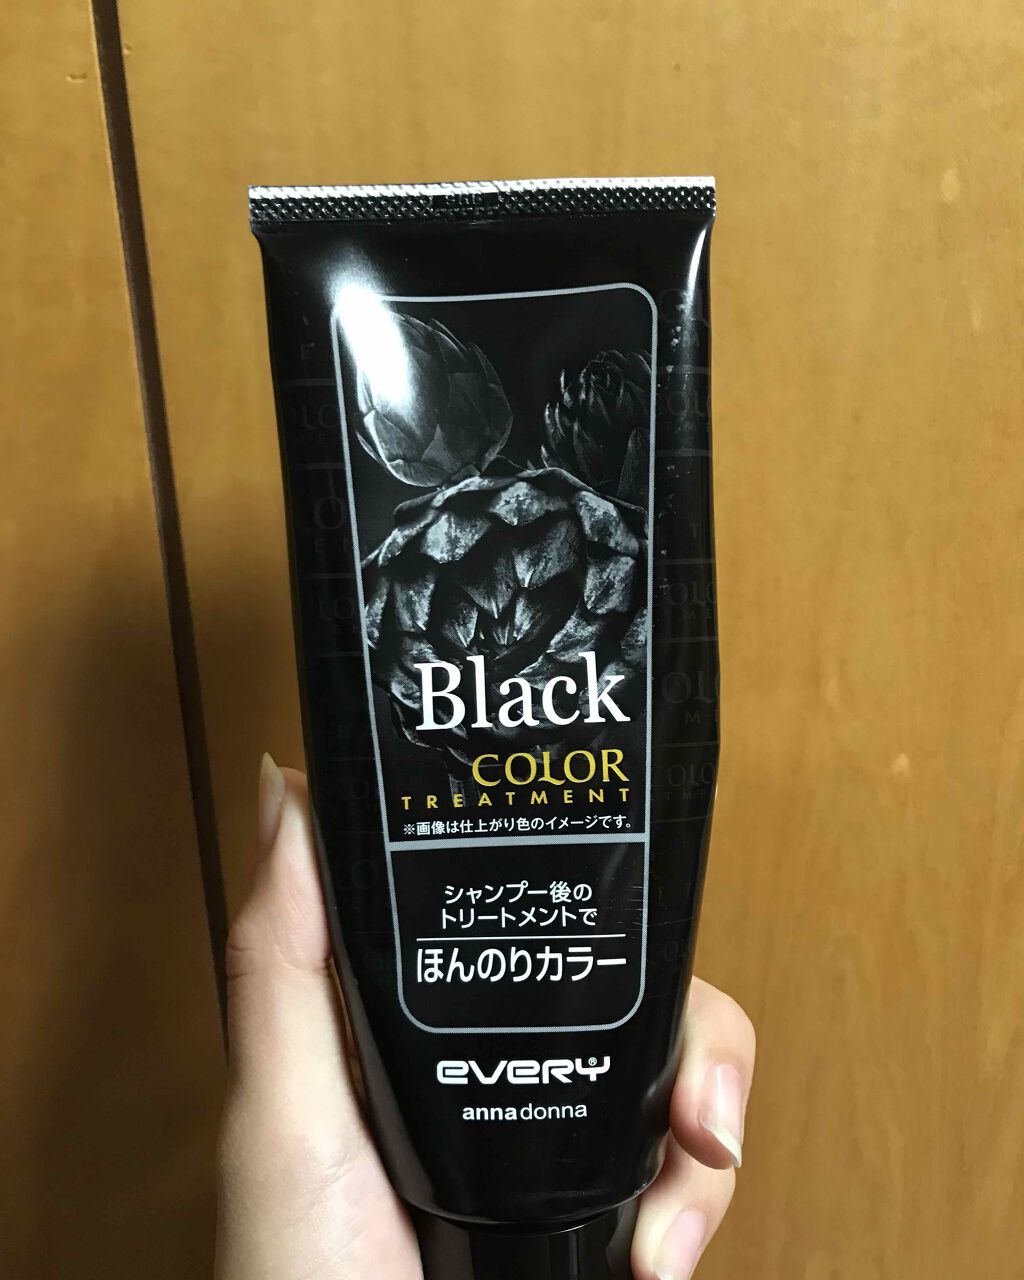 Black
COLOR
TREATMENT
※画像は仕上がり色のイメージです。
シャンプー後の
トリートメントで
ほんのりカラー
eVeRY®
annadonna